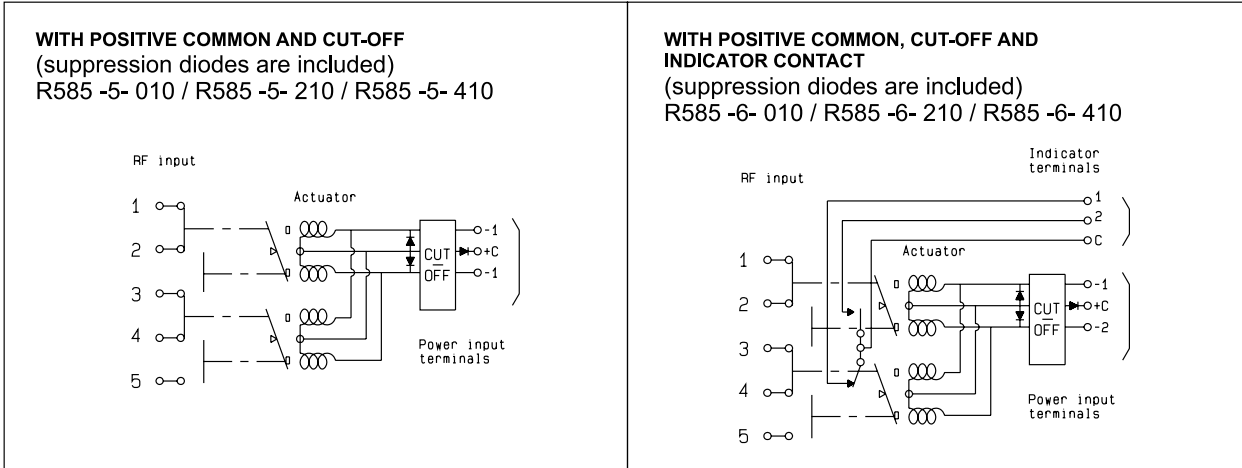 WITH POSITIVE COMMON AND CUT-OFF
(suppression diodes are included)
R585 -5- 010 / R585 -5- 210 / R585 -5- 410
RF input
Actuator
1
2
3
4
5
CUT
OFF
-1
+C
-1
Power input
terminals
WITH POSITIVE COMMON, CUT-OFF AND
INDICATOR CONTACT
(suppression diodes are included)
R585 -6- 010 / R585 -6- 210 / R585 -6- 410
Indicator
terminals
RF input
1
2
C
Actuator
1
2
3
4
5
CUT
OFF
-1
+C
-2
Power input
terminals